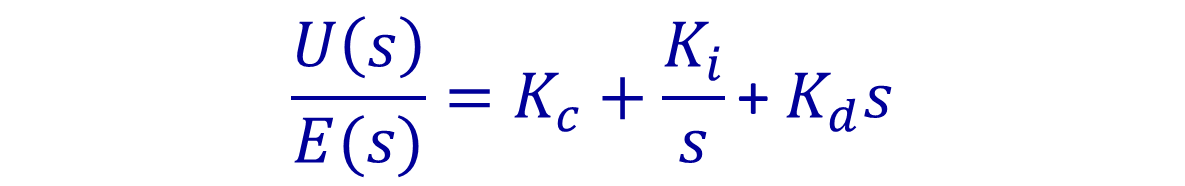 U(s)/E(s) = K_c + K_i/s + K_d s